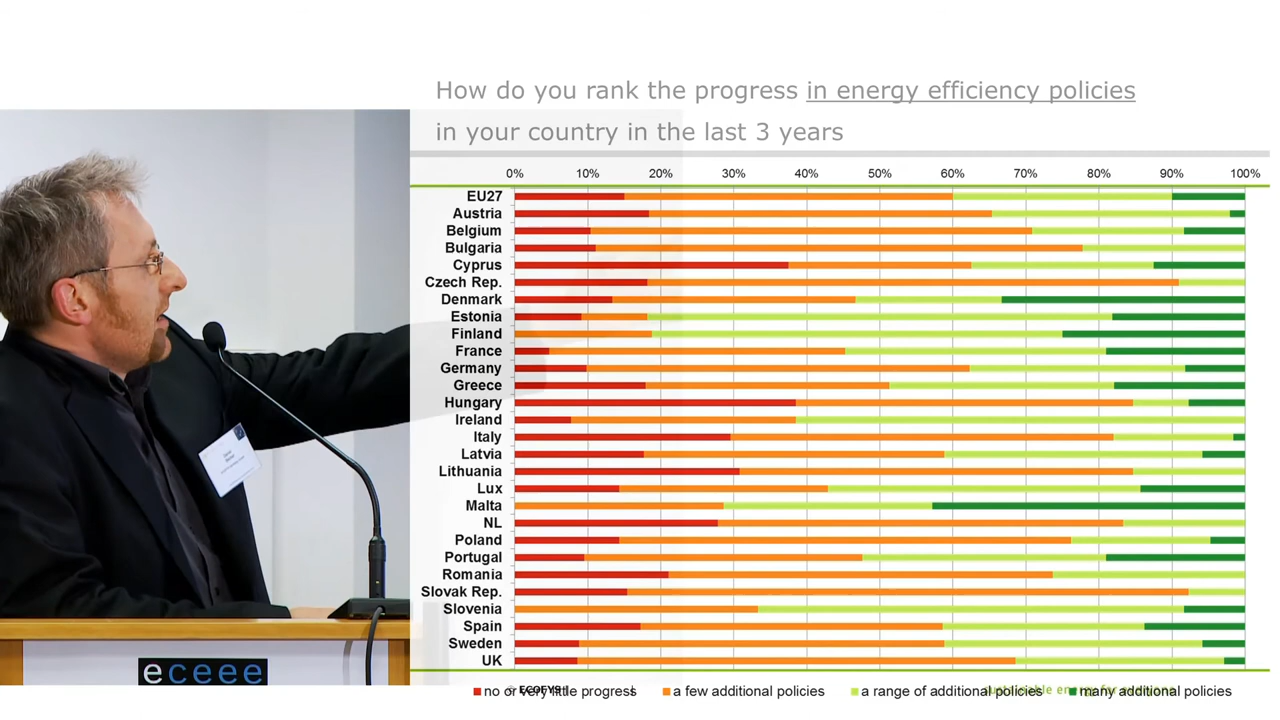 How do you rank the progress in energy efficiency policies
in your country in the last 3 years
0% 10% 20% 30% 40% 50% 60% 70% 80% 90% 100%
EU27
Austria
Belgium
Bulgaria
Cyprus
Czech Rep.
Denmark
Estonia
Finland
France
Germany
Greece
Hungary
Ireland
Italy
Latvia
Lithuania
Lux
Malta
NL
Poland
Portugal
Romania
Slovak Rep.
Slovenia
Spain
Sweden
UK
no or very little progress a few additional policies a range of additional policies many additional policies
© ECOFYS sustainable energy for everyone
eceee